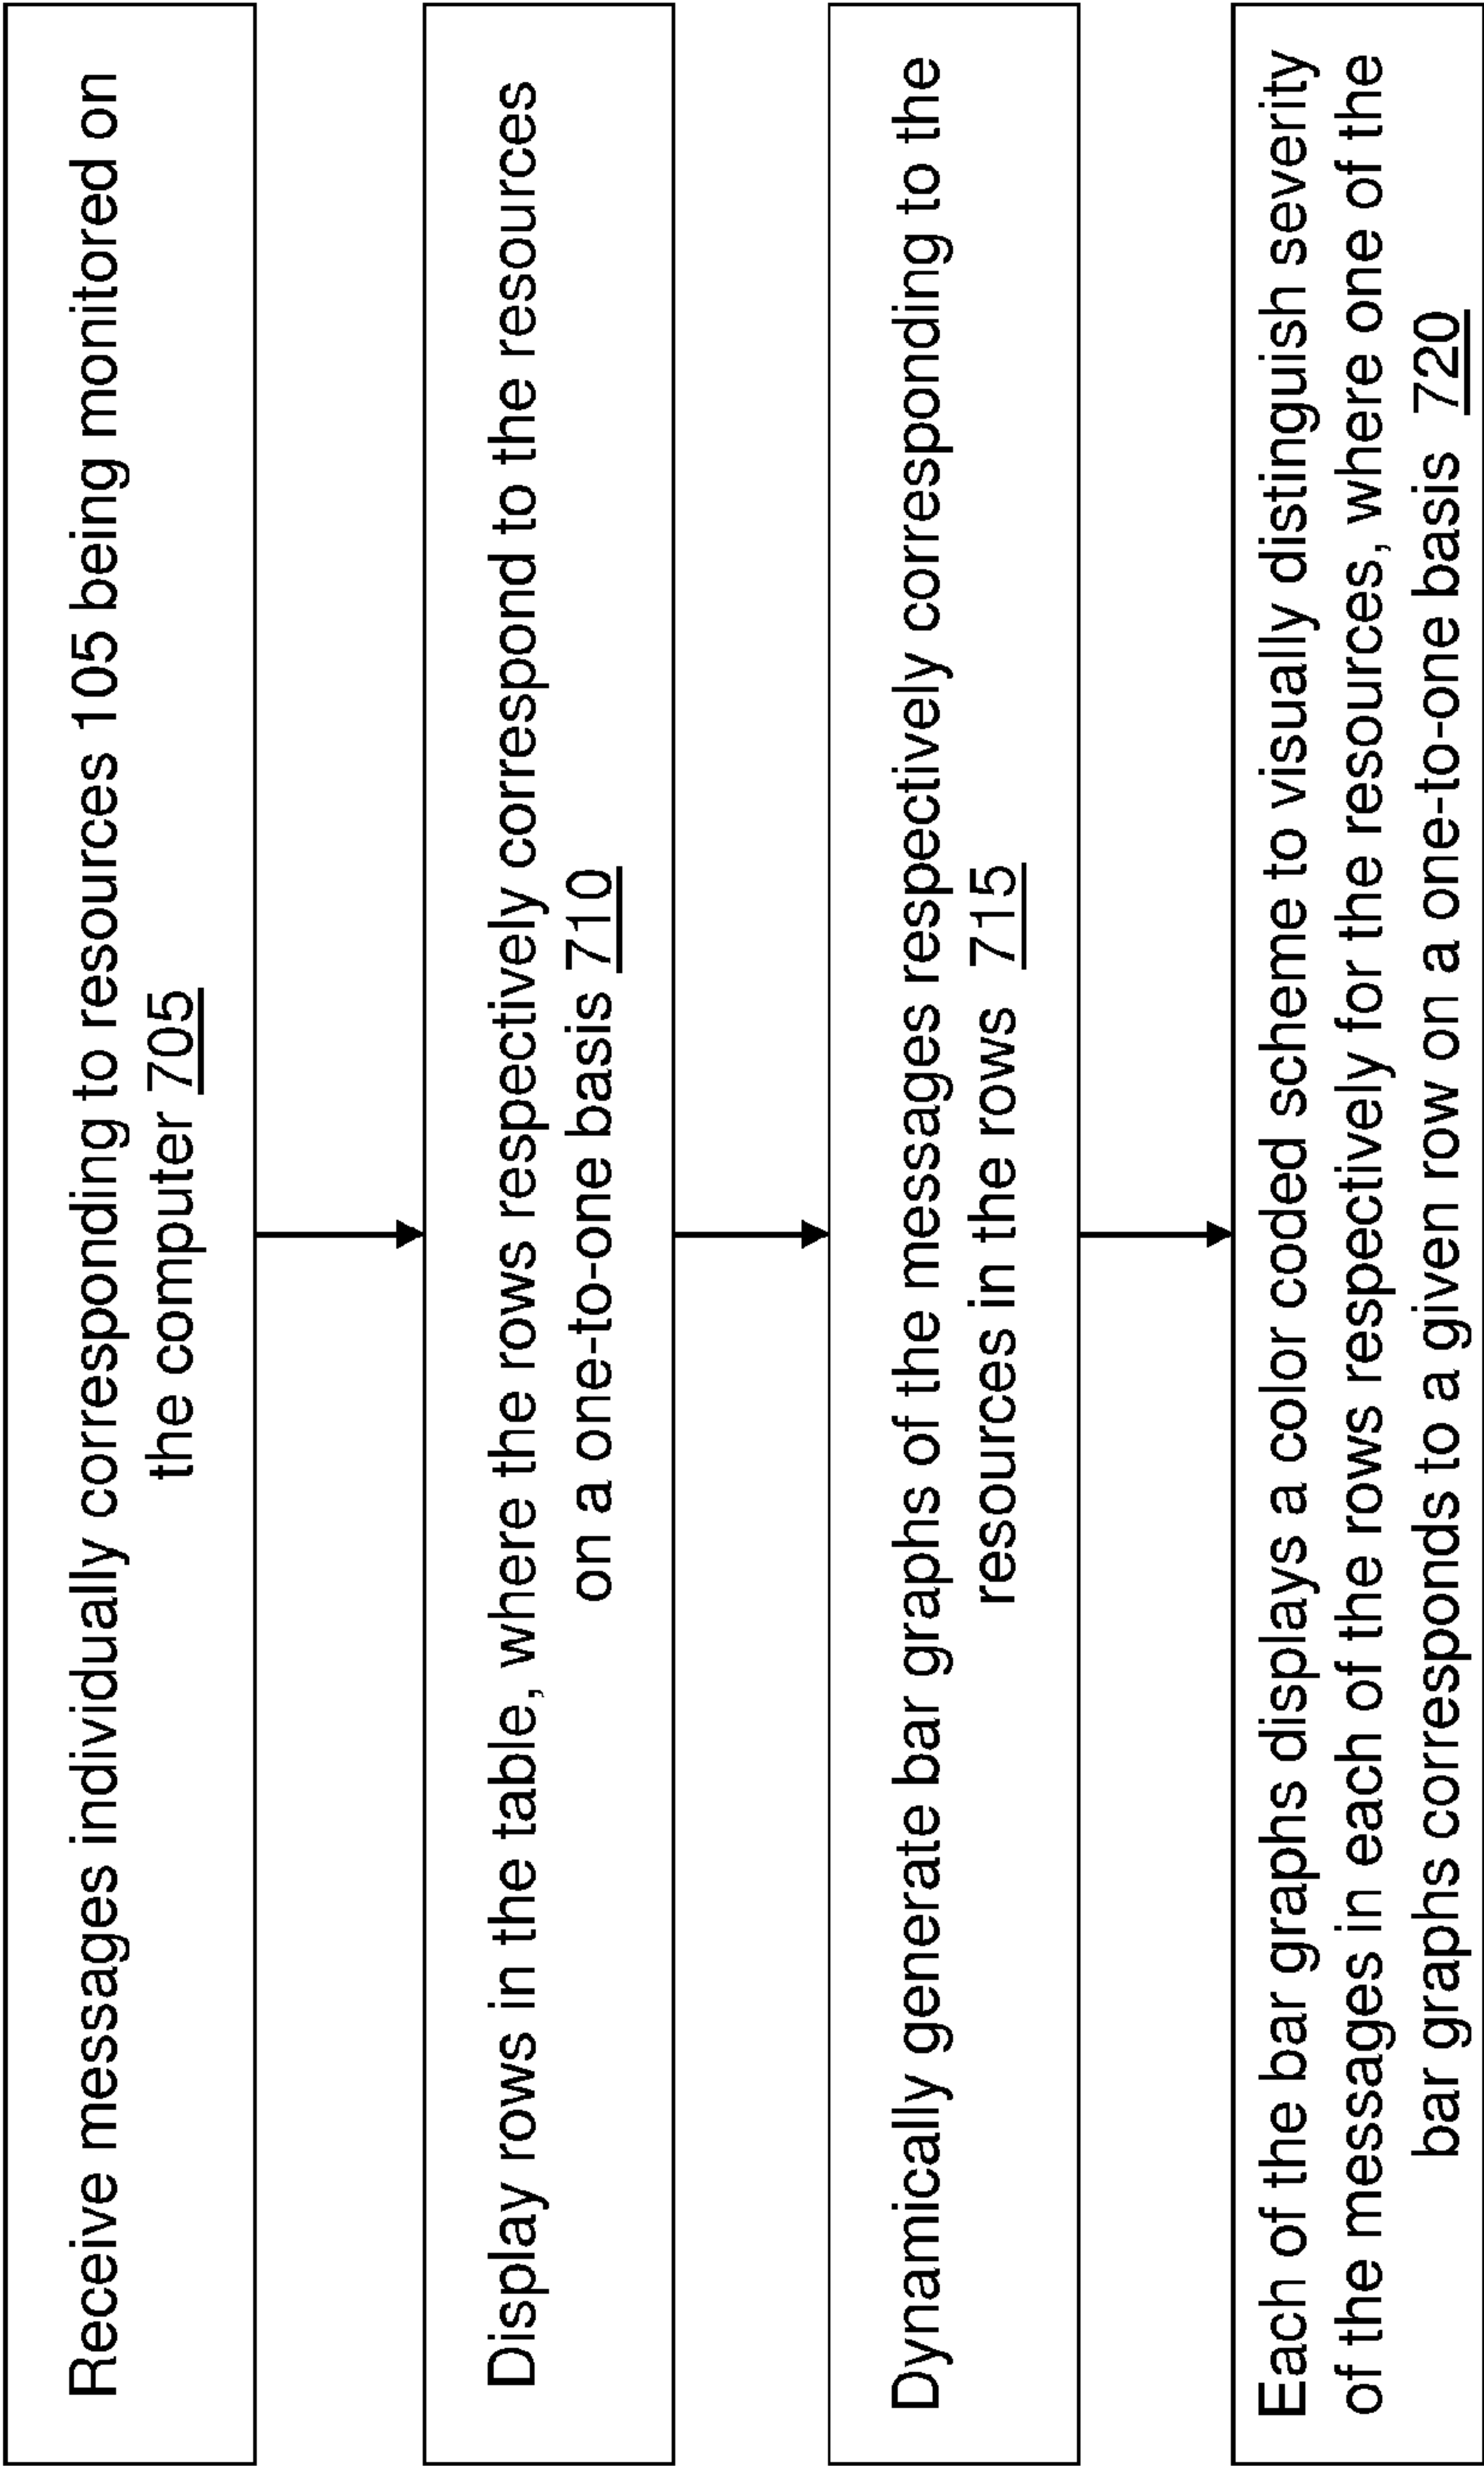 Receive messages individually corresponding to resources 105 being monitored on
the computer 705
Display rows in the table, where the rows respectively correspond to the resources
on a one-to-one basis 710
Dynamically generate bar graphs of the messages respectively corresponding to the
resources in the rows 715
Each of the bar graphs displays a color coded scheme to visually distinguish severity
of the messages in each of the rows respectively for the resources, where one of the
bar graphs corresponds to a given row on a one-to-one basis 720